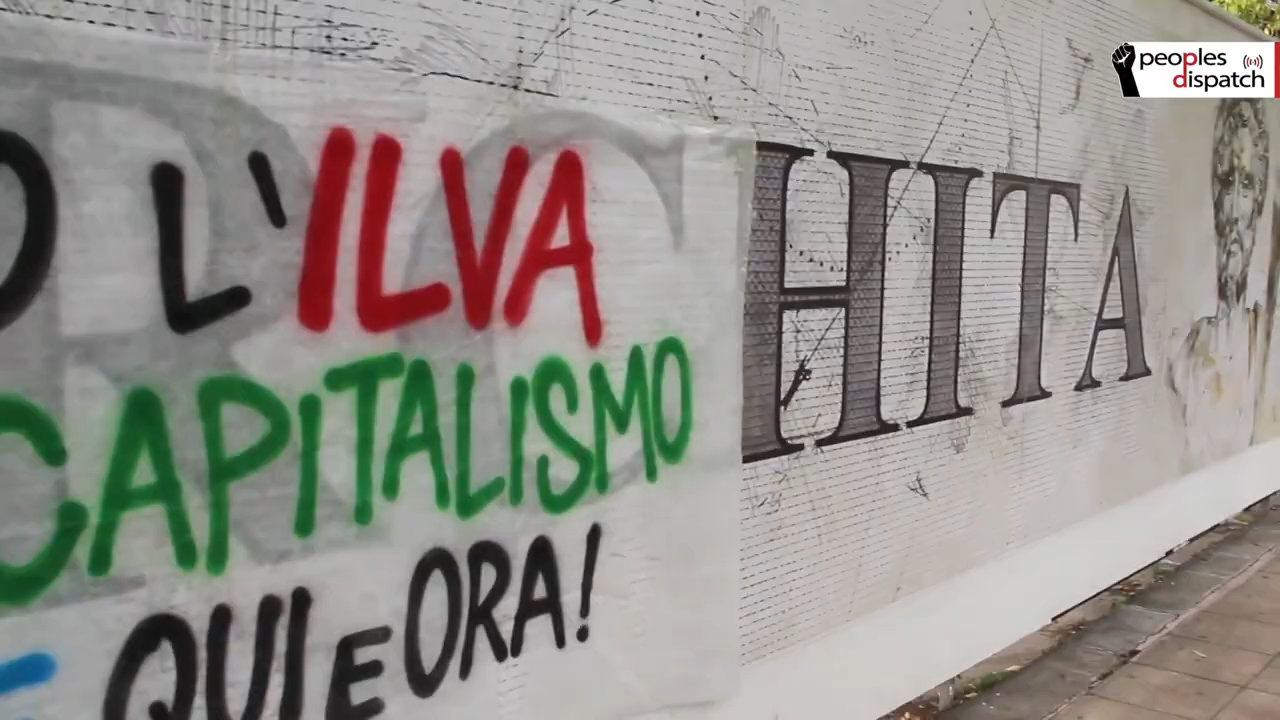 peoples
dispatch
O L'ILVA
CAPITALISMO
QUI E ORA!
HITA